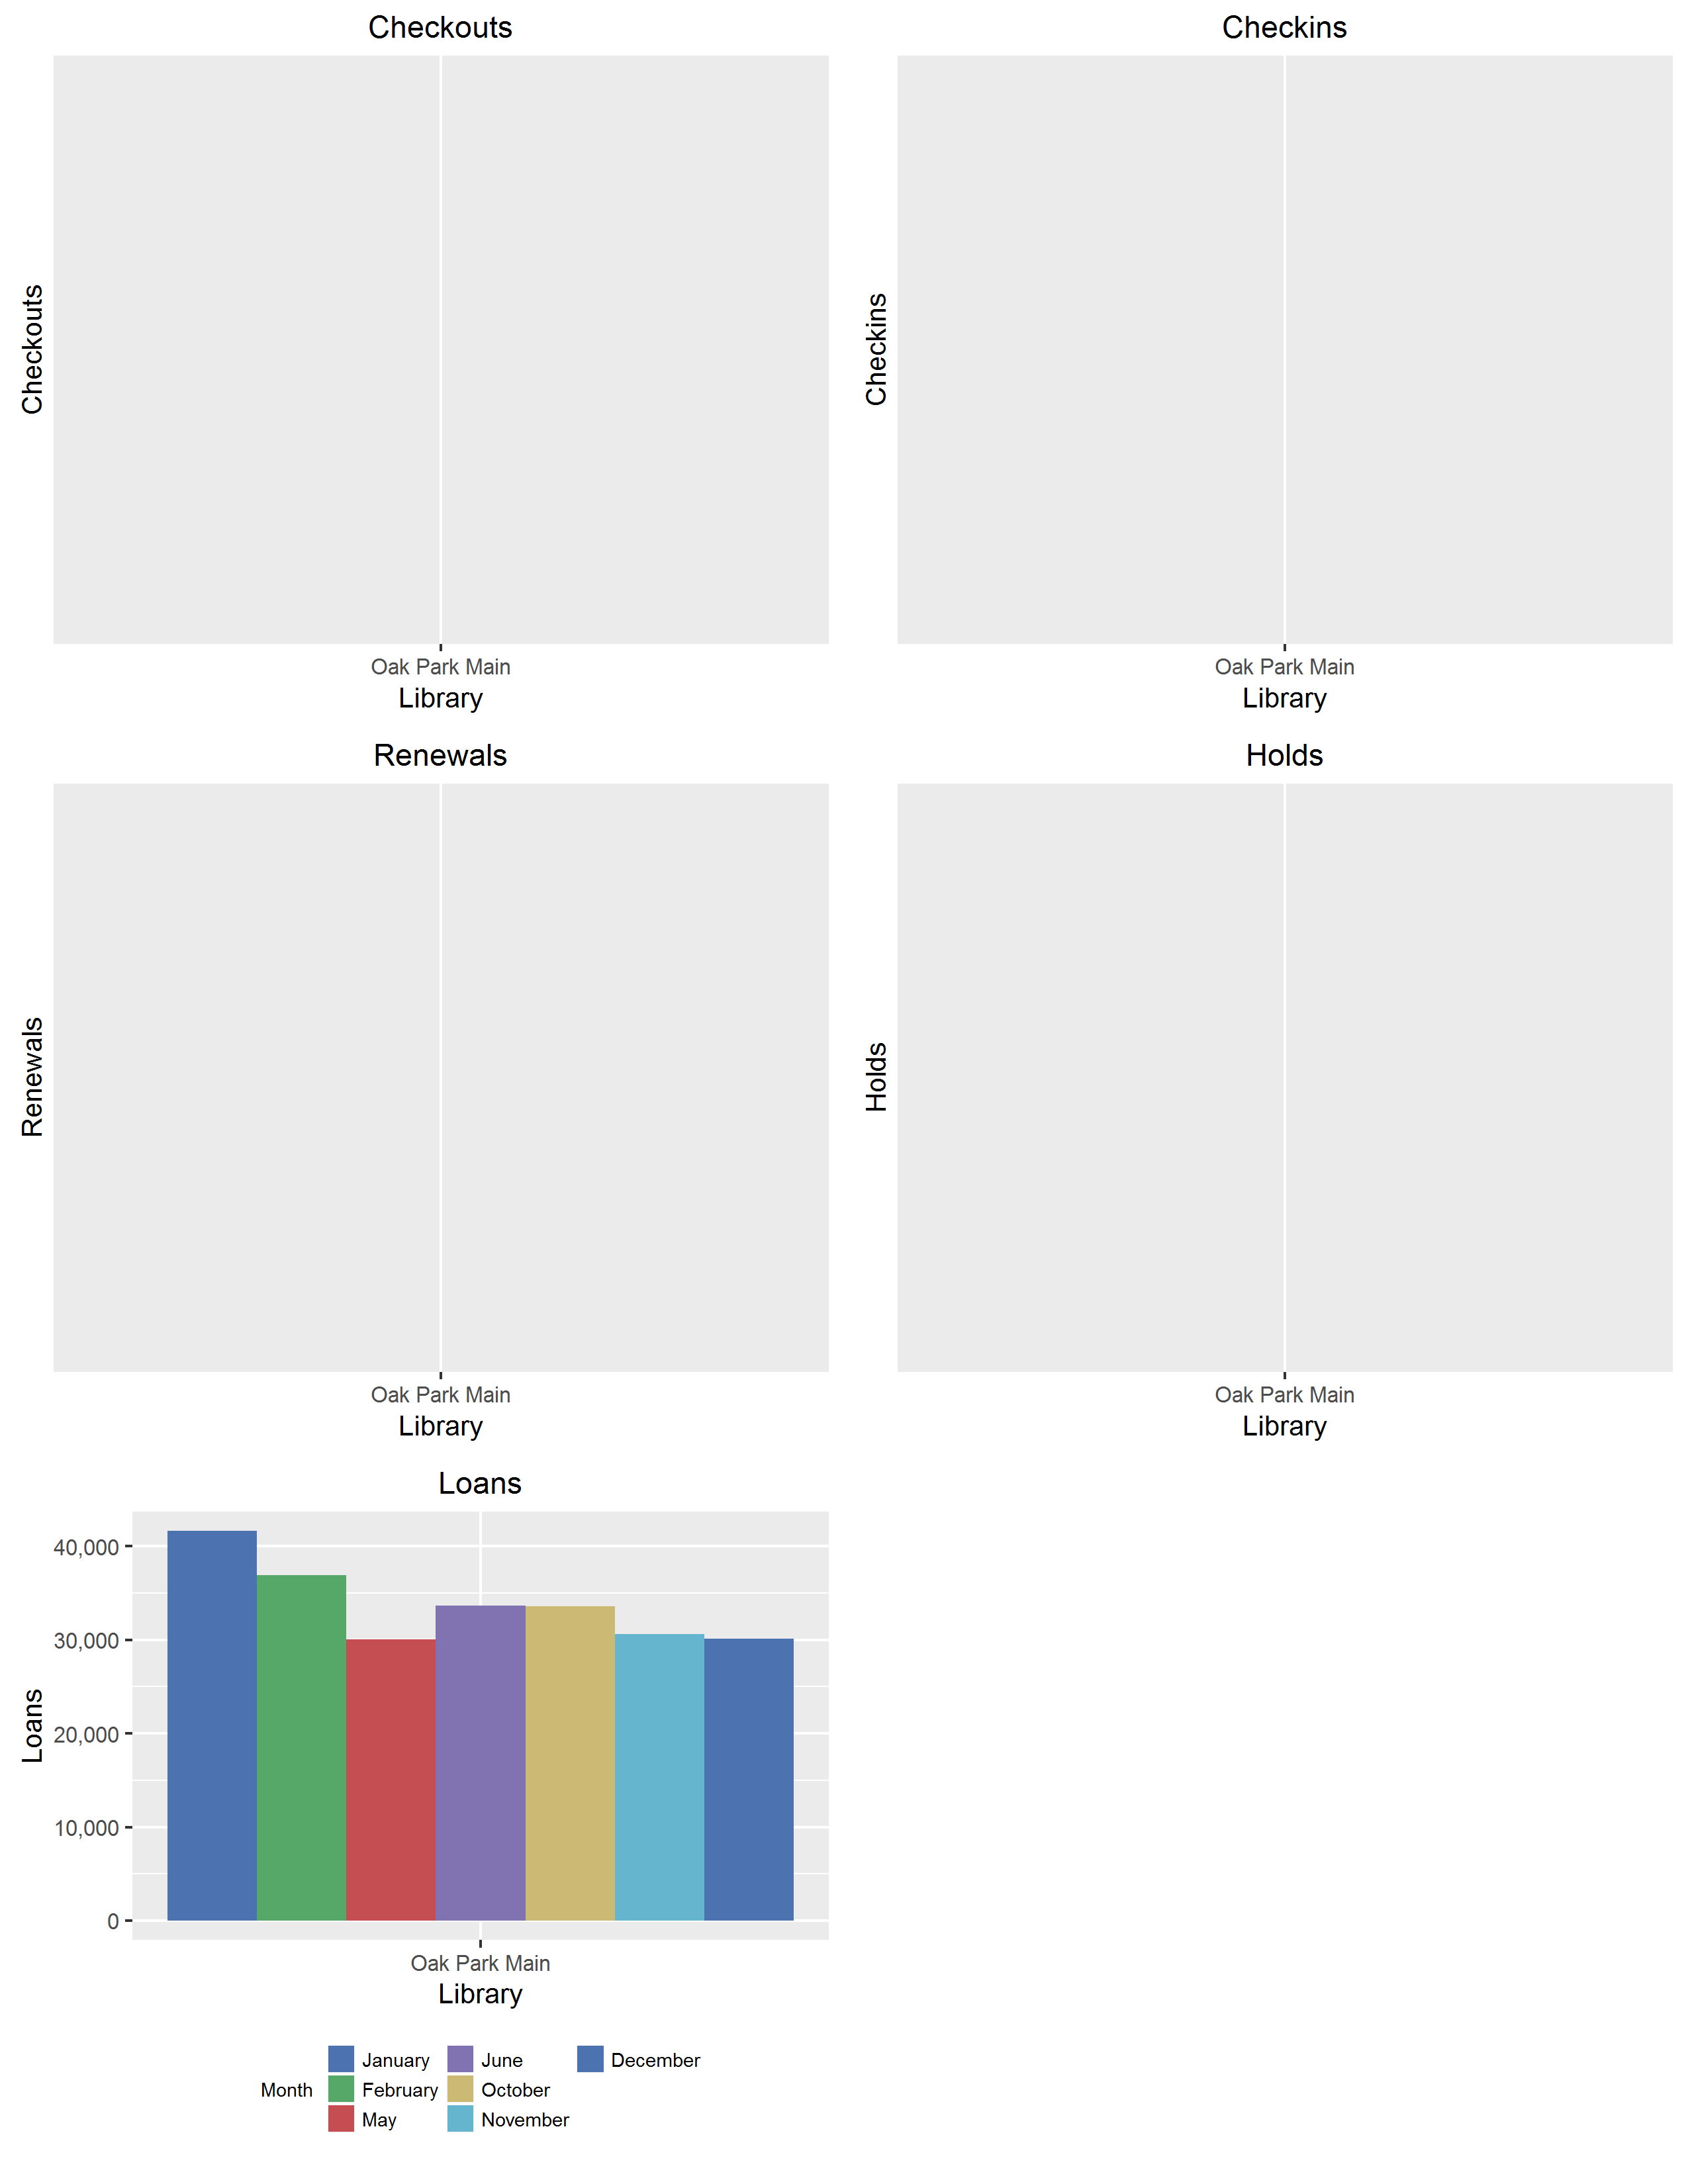 Checkouts
Checkouts
Oak Park Main
Library
Checkins
Checkins
Oak Park Main
Library
Renewals
Renewals
Oak Park Main
Library
Holds
Holds
Oak Park Main
Library
Loans
Loans
40,000
30,000
20,000
10,000
0
Oak Park Main
Library
Month
January
February
May
June
October
November
December